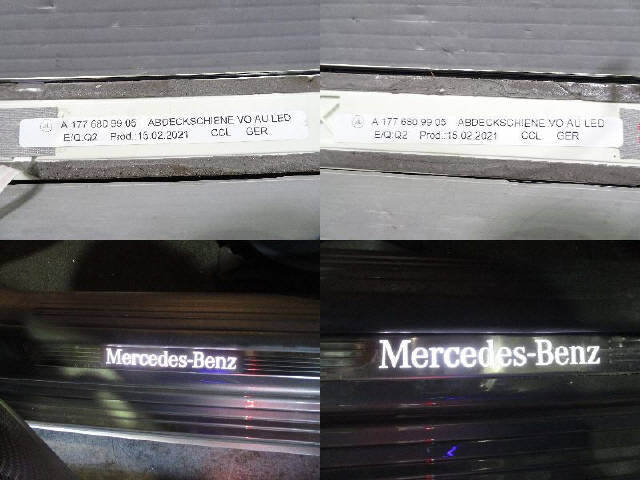 A 177 680 99 05 ABDECKSCHIENE VO AU LED
E/Q:Q2 Prod.:15.02.2021 CCL GER
A 177 680 99 05 ABDECKSCHIENE VO AU LED
E/Q:Q2 Prod.:15.02.2021 CCL GER
Mercedes-Benz
Mercedes-Benz